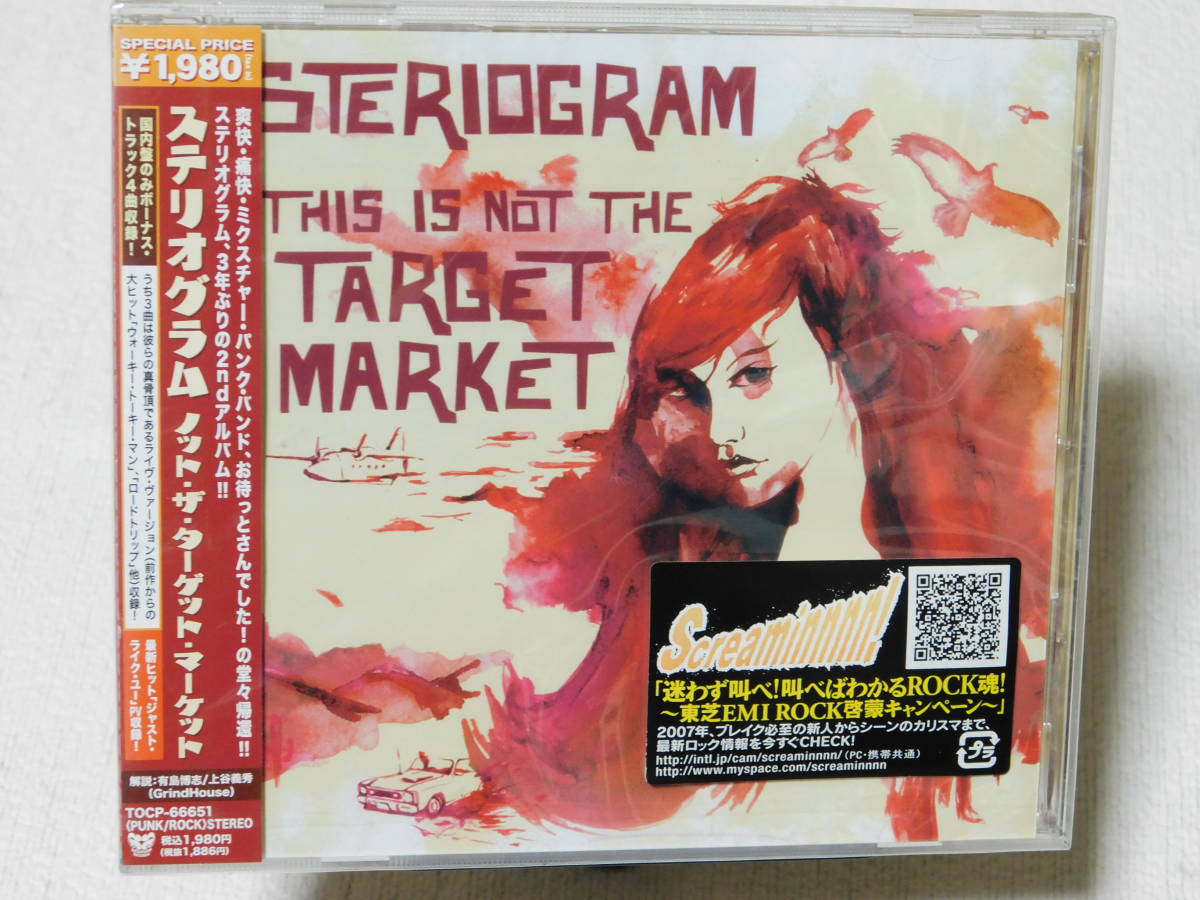 SPECIAL PRICE
¥1,980
国内盤のみボーナス・
トラック4曲収録!
うち3曲は彼らの真骨頂であるライヴ・ヴァージョン(前作からの
大ヒット「ウォーキー・トーキー・マン」、「ロードトリップ」他)収録!
最新ヒット「ジャスト・
ライク・ユー」PV収録!
ステリオグラム ノット・ザ・ターゲット・マーケット
爽快・痛快・ミクスチャー・パンク・バンド、お待っとさんでした!の堂々帰還!!
ステリオグラム、3年ぶりの2ndアルバム!!
解説:有島博志/上谷義秀
(GrindHouse)
TOCP-66651
(PUNK/ROCK)STEREO
税込1,980円
(税抜1,886円)
STERIOGRAM
THIS IS NOT THE
TARGET
MARKET
Screaminnnn!
「迷わず叫べ!叫べばわかるROCK魂!
〜東芝EMI ROCK啓蒙キャンペーン〜」
2007年、ブレイク必至の新人からシーンのカリスマまで、
最新ロック情報を今すぐCHECK!
http://intl.jp/cam/screaminnnn/(PC・携帯共通)
http://www.myspace.com/screaminnnn
プラ